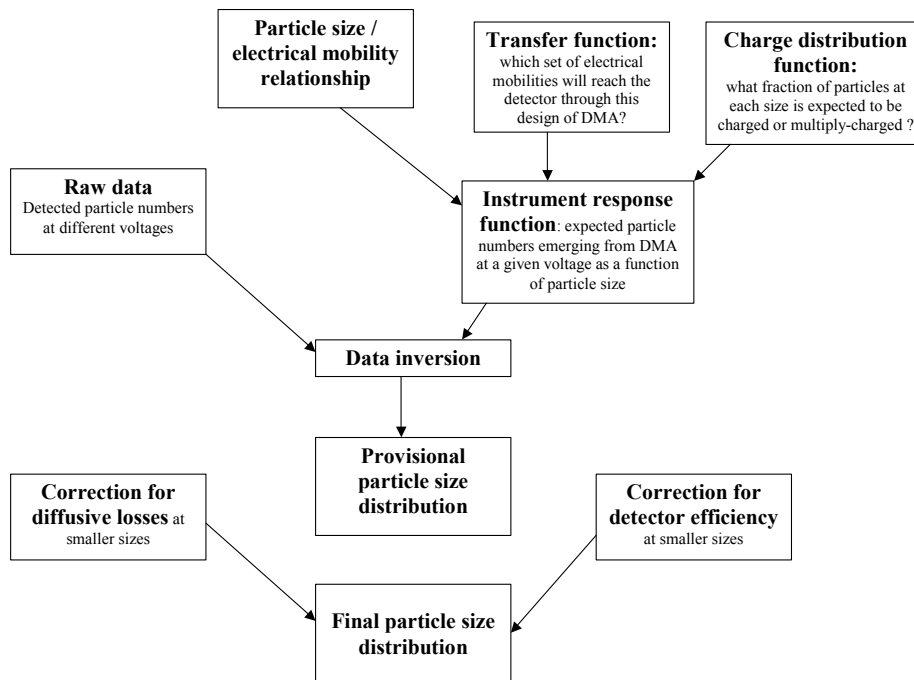 Particle size /
electrical mobility
relationship
Transfer function:
which set of electrical
mobilities will reach the
detector through this
design of DMA?
Charge distribution
function:
what fraction of particles at
each size is expected to be
charged or multiply-charged ?
Raw data
Detected particle numbers
at different voltages
Instrument response
function: expected particle
numbers emerging from DMA
at a given voltage as a function
of particle size
Data inversion
Provisional
particle size
distribution
Correction for
diffusive losses at
smaller sizes
Correction for
detector efficiency
at smaller sizes
Final particle size
distribution